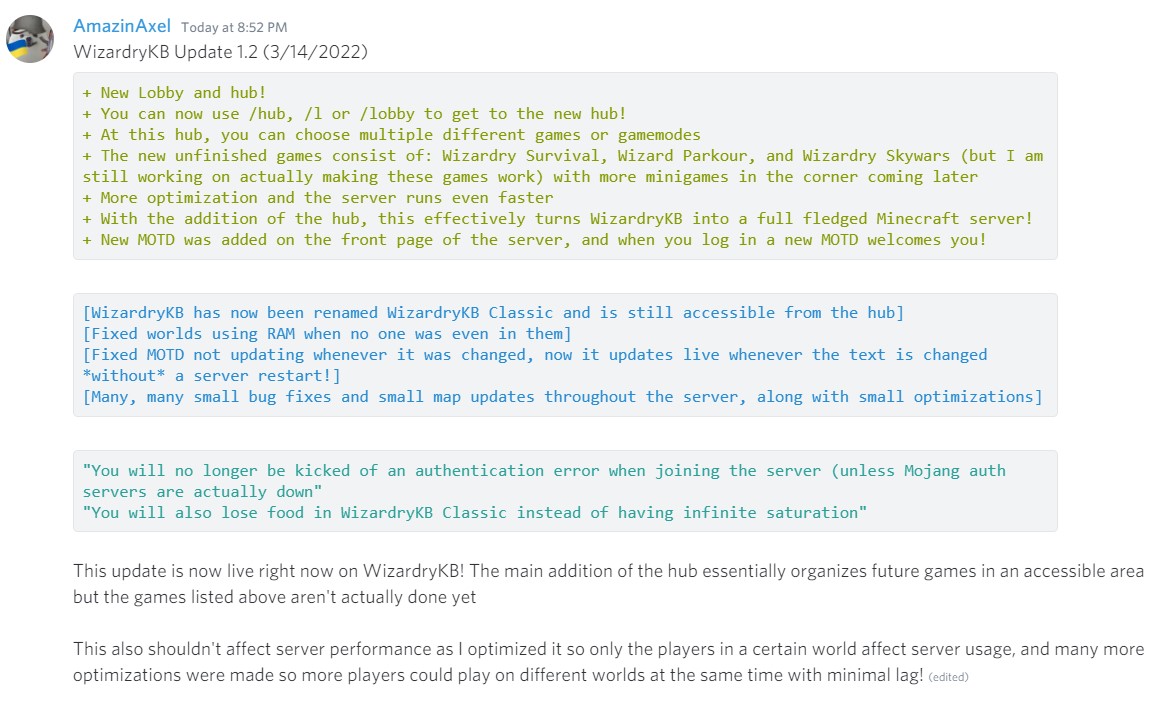 AmazinAxel Today at 8:52 PM
WizardryKB Update 1.2 (3/14/2022)
+ New Lobby and hub!
+ You can now use /hub, /l or /lobby to get to the new hub!
+ At this hub, you can choose multiple different games or gamemodes
+ The new unfinished games consist of: Wizardry Survival, Wizard Parkour, and Wizardry Skywars (but I am
still working on actually making these games work) with more minigames in the corner coming later
+ More optimization and the server runs even faster
+ With the addition of the hub, this effectively turns WizardryKB into a full fledged Minecraft server!
+ New MOTD was added on the front page of the server, and when you log in a new MOTD welcomes you!
[WizardryKB has now been renamed WizardryKB Classic and is still accessible from the hub]
[Fixed worlds using RAM when no one was even in them]
[Fixed MOTD not updating whenever it was changed, now it updates live whenever the text is changed
*without* a server restart!]
[Many, many small bug fixes and small map updates throughout the server, along with small optimizations]
"You will no longer be kicked of an authentication error when joining the server (unless Mojang auth
servers are actually down"
"You will also lose food in WizardryKB Classic instead of having infinite saturation"
This update is now live right now on WizardryKB! The main addition of the hub essentially organizes future games in an accessible area
but the games listed above aren't actually done yet
This also shouldn't affect server performance as I optimized it so only the players in a certain world affect server usage, and many more
optimizations were made so more players could play on different worlds at the same time with minimal lag! (edited)